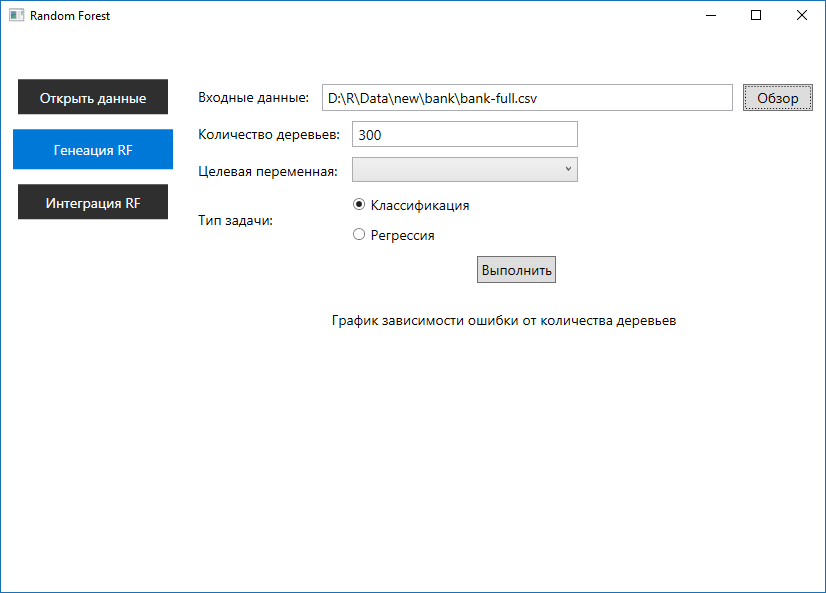 Random Forest
Открыть данные
Генеация RF
Интеграция RF
Входные данные: D:\R\Data\new\bank\bank-full.csv Обзор
Количество деревьев: 300
Целевая переменная:
Тип задачи:
Классификация
Регрессия
Выполнить
График зависимости ошибки от количества деревьев